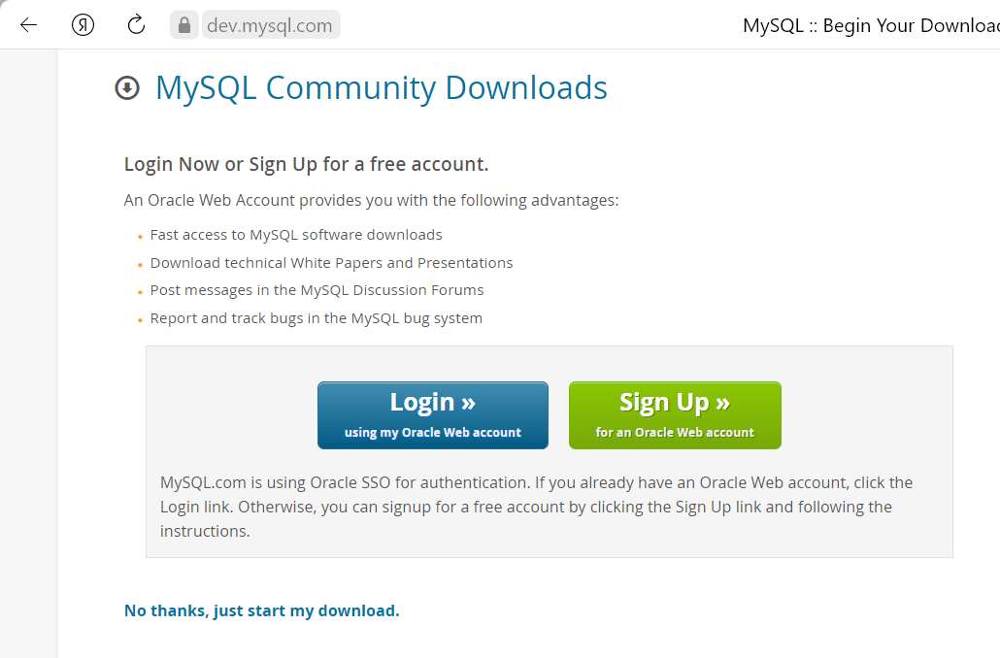 dev.mysql.com
MySQL :: Begin Your Downloa
MySQL Community Downloads
Login Now or Sign Up for a free account.
An Oracle Web Account provides you with the following advantages:
Fast access to MySQL software downloads
Download technical White Papers and Presentations
Post messages in the MySQL Discussion Forums
Report and track bugs in the MySQL bug system
Login »
using my Oracle Web account
Sign Up »
for an Oracle Web account
MySQL.com is using Oracle SSO for authentication. If you already have an Oracle Web account, click the
Login link. Otherwise, you can signup for a free account by clicking the Sign Up link and following the
instructions.
No thanks, just start my download.